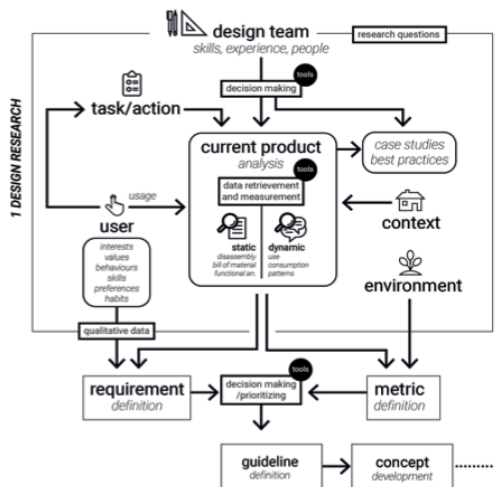 design team
skills, experience, people
research questions
tools
decision making
1 DESIGN RESEARCH
task/action
current product
analysis
tools
data retrievement
and measurement
case studies
best practices
usage
user
interests
values
behaviours
skills
preferences
habits
static
disassembly
bill of material
functional an.
dynamic
use
consumption
patterns
context
environment
qualitative data
requirement
definition
tools
decision making
/prioritizing
metric
definition
guideline
definition
concept
development